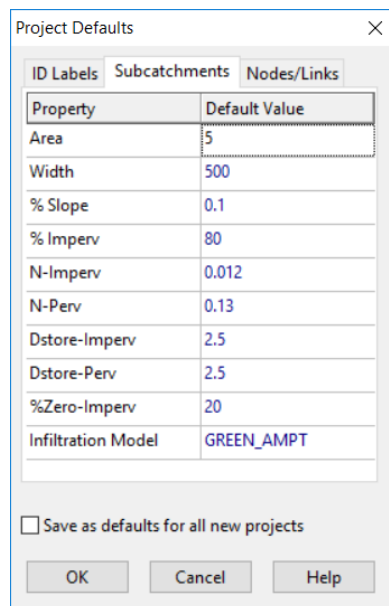 Project Defaults
ID Labels Subcatchments Nodes/Links
Property Default Value
Area 5
Width 500
% Slope 0.1
% Imperv 80
N-Imperv 0.012
N-Perv 0.13
Dstore-Imperv 2.5
Dstore-Perv 2.5
%Zero-Imperv 20
Infiltration Model GREEN_AMPT
Save as defaults for all new projects
OK Cancel Help